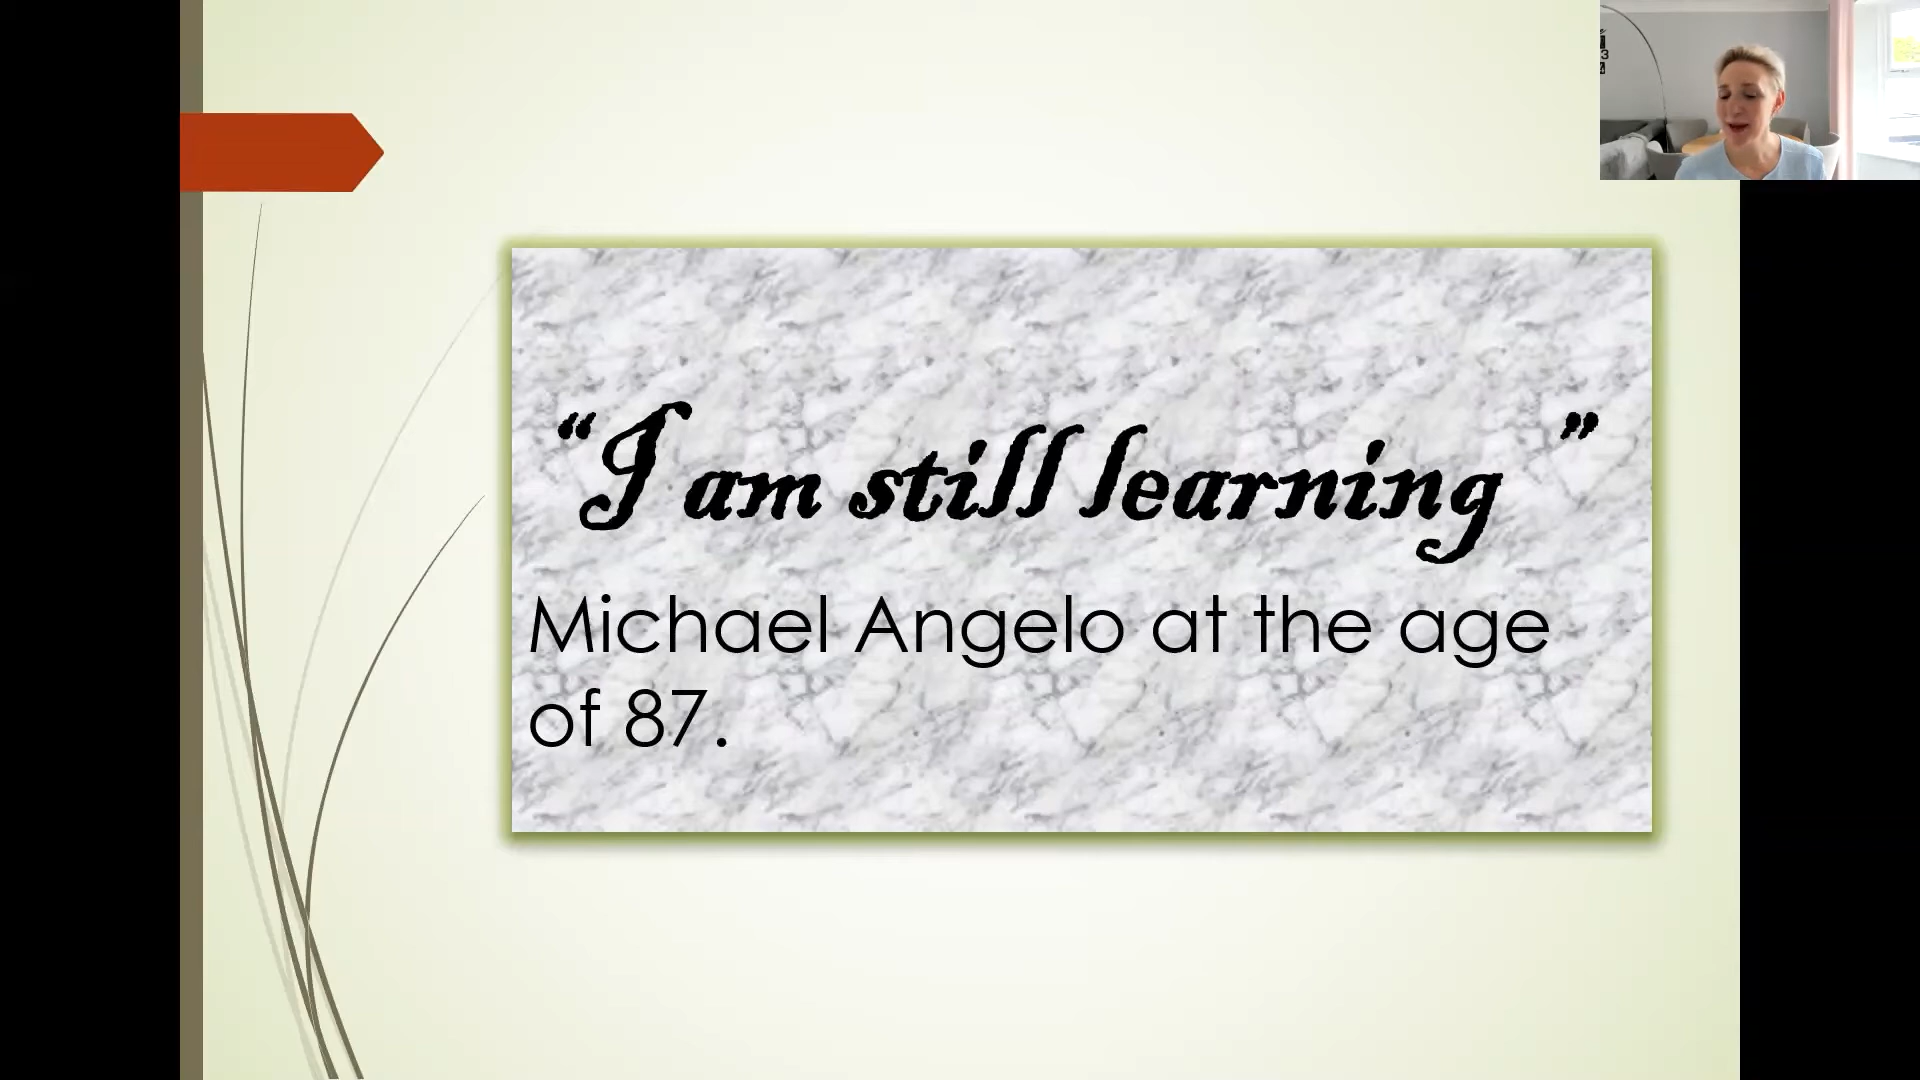 “I am still learning ”
Michael Angelo at the age
of 87.